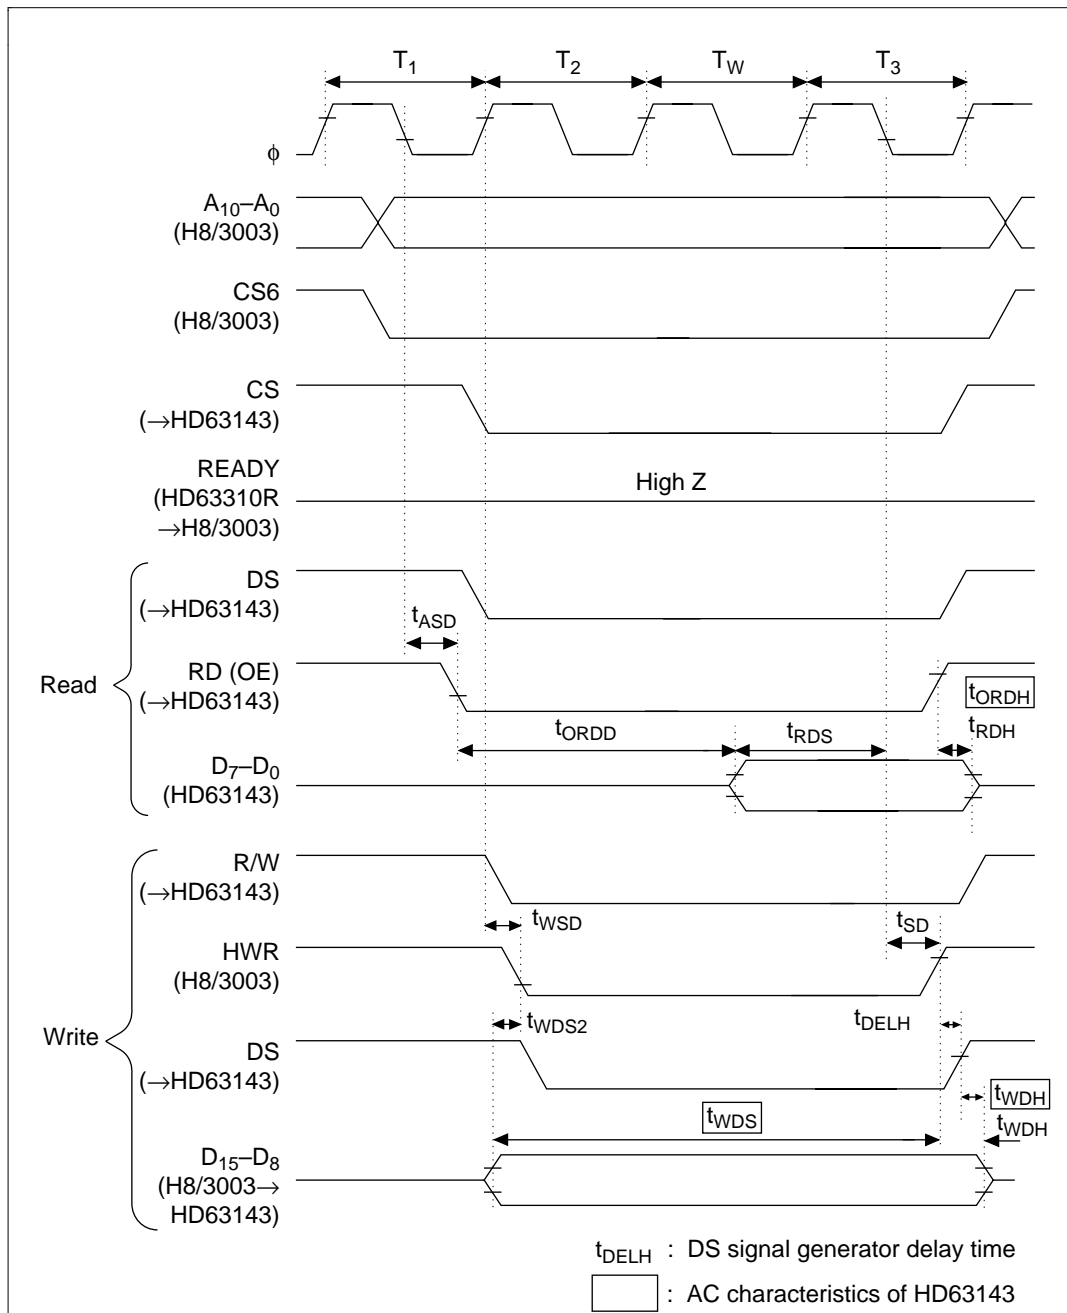 T1 T2 TW T3
ϕ
A10–A0
(H8/3003)
CS6
(H8/3003)
CS
(→HD63143)
READY
(HD63310R
→H8/3003)
High Z
Read
DS
(→HD63143)
tASD
RD (OE)
(→HD63143)
tORDH
tORDD
tRDS
tRDH
D7–D0
(HD63143)
Write
R/W
(→HD63143)
tWSD
tSD
HWR
(H8/3003)
tWDS2
tDELH
DS
(→HD63143)
tWDH
tWDS
tWDH
D15–D8
(H8/3003→
HD63143)
tDELH : DS signal generator delay time
: AC characteristics of HD63143